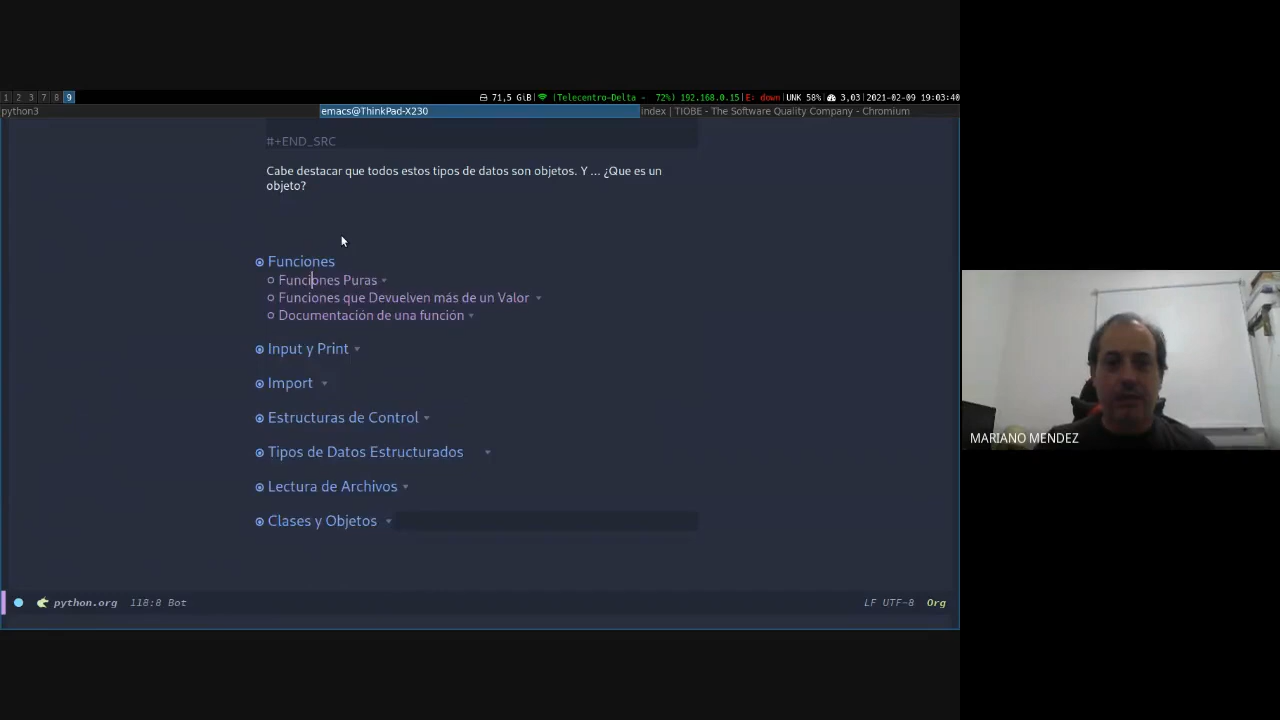 1 2 3 7 8 9
71,5 GiB| |Telecentro-Delta - 72%) 192.168.0.15|E: down|UNK 58%| 3,03|2021-02-09 19:03:40
python3
emacs@ThinkPad-X230
index | TIOBE - The Software Quality Company - Chromium
#+END_SRC
Cabe destacar que todos estos tipos de datos son objetos. Y ... ¿Que es un
objeto?
Funciones
Funciones Puras
Funciones que Devuelven más de un Valor
Documentación de una función
Input y Print
Import
Estructuras de Control
Tipos de Datos Estructurados
Lectura de Archivos
Clases y Objetos
MARIANO MENDEZ
python.org 118:8 Bot
LF UTF-8 Org